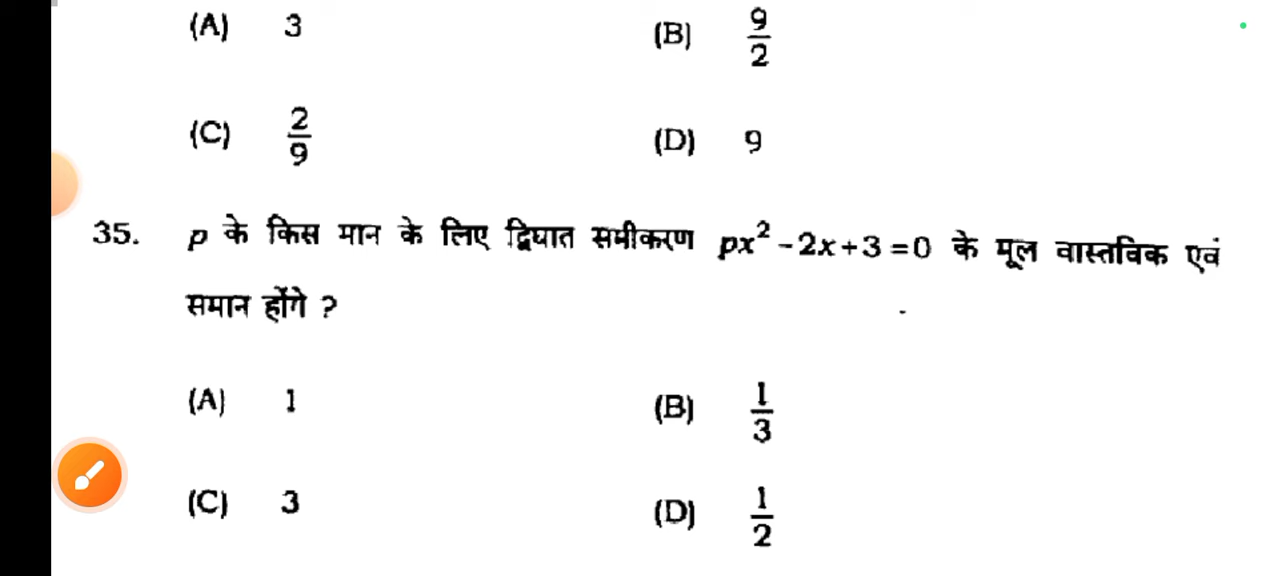 (A) 3 (B) 9/2
(C) 2/9 (D) 9
35. p के किस मान के लिए द्विघात समीकरण px² - 2x + 3 = 0 के मूल वास्तविक एवं
समान होंगे ?
(A) 1 (B) 1/3
(C) 3 (D) 1/2